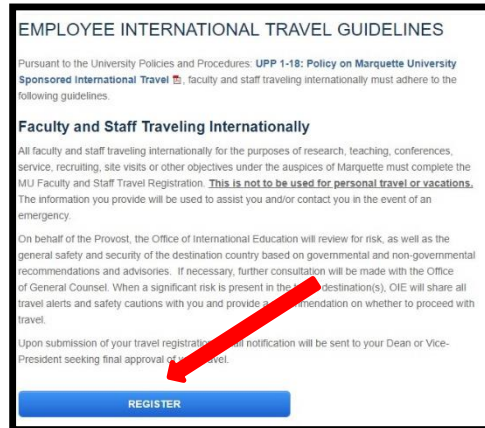 EMPLOYEE INTERNATIONAL TRAVEL GUIDELINES
Pursuant to the University Policies and Procedures: UPP 1-18: Policy on Marquette University
Sponsored International Travel , faculty and staff traveling internationally must adhere to the
following guidelines.
Faculty and Staff Traveling Internationally
All faculty and staff traveling internationally for the purposes of research, teaching, conferences,
service, recruiting, site visits or other objectives under the auspices of Marquette must complete the
MU Faculty and Staff Travel Registration. This is not to be used for personal travel or vacations.
The information you provide will be used to assist you and/or contact you in the event of an
emergency.
On behalf of the Provost, the Office of International Education will review for risk, as well as the
general safety and security of the destination country based on governmental and non-governmental
recommendations and advisories. If necessary, further consultation will be made with the Office
of General Counsel. When a significant risk is present in the destination(s), OIE will share all
travel alerts and safety cautions with you and provide a mendation on whether to proceed with
travel.
Upon submission of your travel registration notification will be sent to your Dean or Vice-
President seeking final approval of avel.
REGISTER